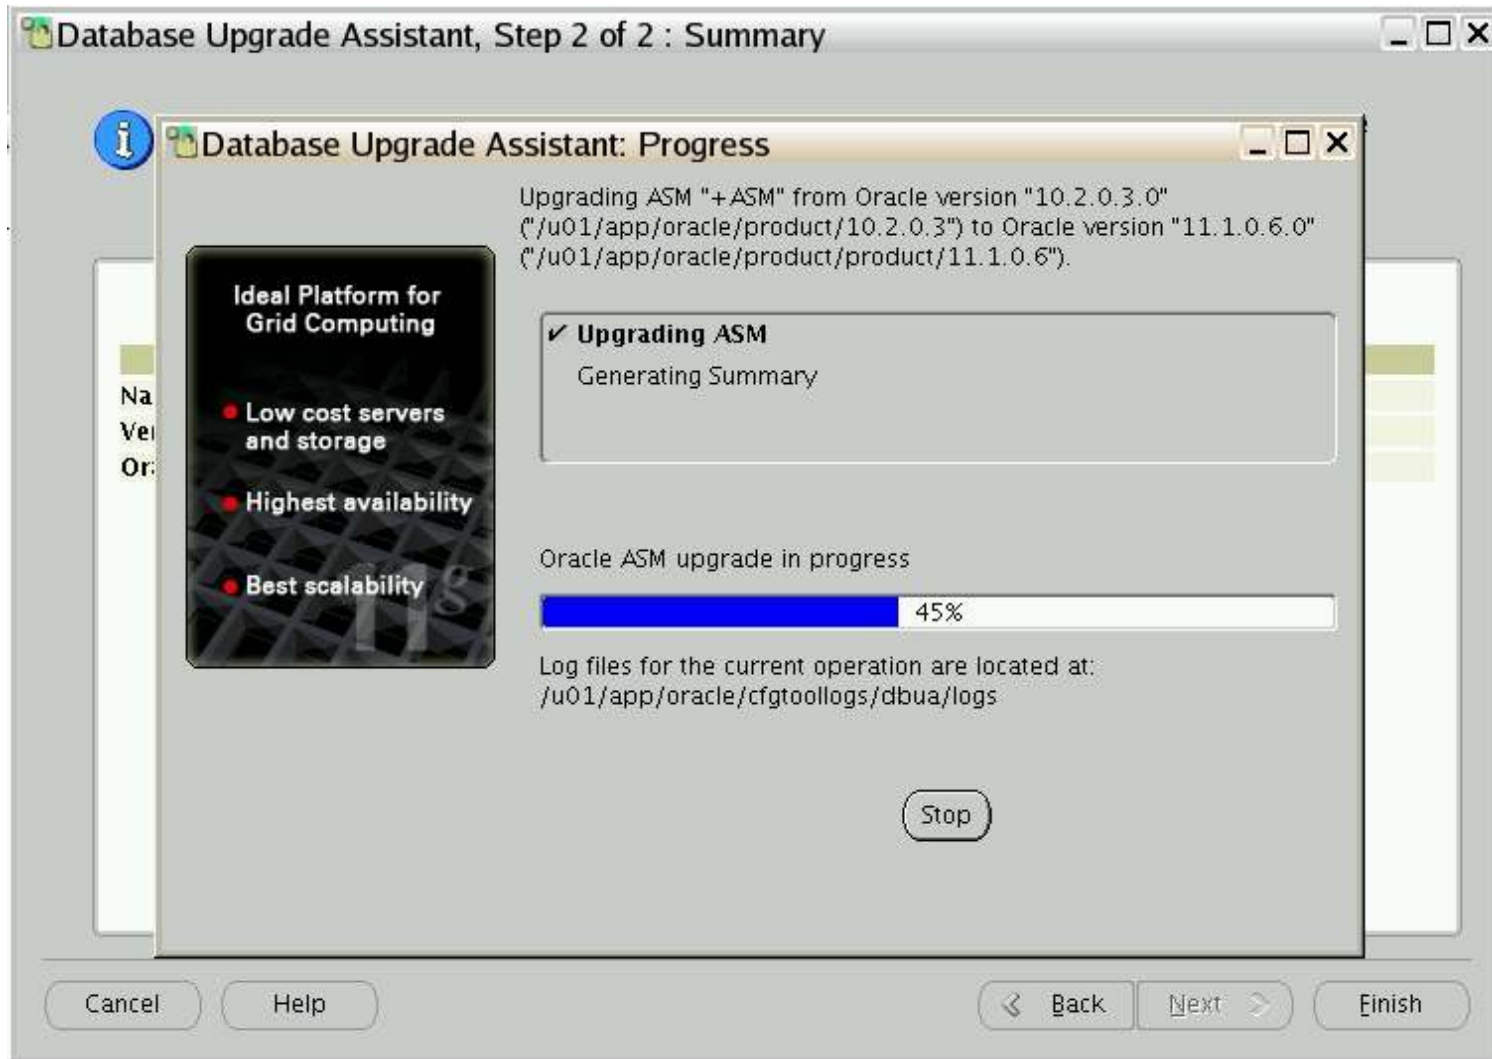 Database Upgrade Assistant, Step 2 of 2 : Summary
Database Upgrade Assistant: Progress
Upgrading ASM "+ASM" from Oracle version "10.2.0.3.0"
("/u01/app/oracle/product/10.2.0.3") to Oracle version "11.1.0.6.0"
("/u01/app/oracle/product/product/11.1.0.6").
Ideal Platform for
Grid Computing
Low cost servers
and storage
Highest availability
Best scalability
11g
✓ Upgrading ASM
Generating Summary
Oracle ASM upgrade in progress
45%
Log files for the current operation are located at:
/u01/app/oracle/cfgtoollogs/dbua/logs
Stop
Na
Ver
Ora
Cancel
Help
Back
Next
Finish